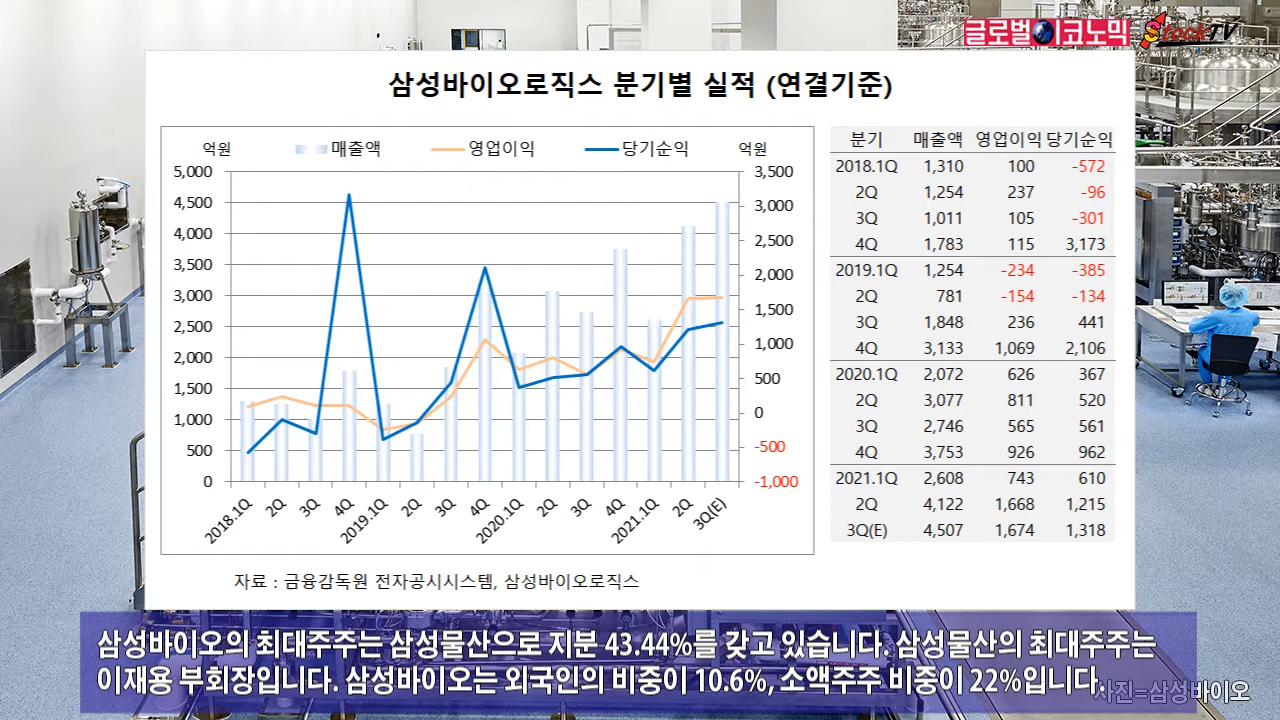 글로벌이코노믹 StockTV
삼성바이오로직스 분기별 실적 (연결기준)
억원 매출액 영업이익 당기순익 억원
5,000 3,500
4,500 3,000
4,000 2,500
3,500 2,000
3,000 1,500
2,500 1,000
2,000 500
1,500 0
1,000 -500
500 -1,000
0
2018.1Q 2Q 3Q 4Q 2019.1Q 2Q 3Q 4Q 2020.1Q 2Q 3Q 4Q 2021.1Q 2Q 3Q(E)
분기 매출액 영업이익 당기순익
2018.1Q 1,310 100 -572
2Q 1,254 237 -96
3Q 1,011 105 -301
4Q 1,783 115 3,173
2019.1Q 1,254 -234 -385
2Q 781 -154 -134
3Q 1,848 236 441
4Q 3,133 1,069 2,106
2020.1Q 2,072 626 367
2Q 3,077 811 520
3Q 2,746 565 561
4Q 3,753 926 962
2021.1Q 2,608 743 610
2Q 4,122 1,668 1,215
3Q(E) 4,507 1,674 1,318
자료 : 금융감독원 전자공시시스템, 삼성바이오로직스
삼성바이오의 최대주주는 삼성물산으로 지분 43.44%를 갖고 있습니다. 삼성물산의 최대주주는
이재용 부회장입니다. 삼성바이오는 외국인의 비중이 10.6%, 소액주주 비중이 22%입니다.
사진=삼성바이오